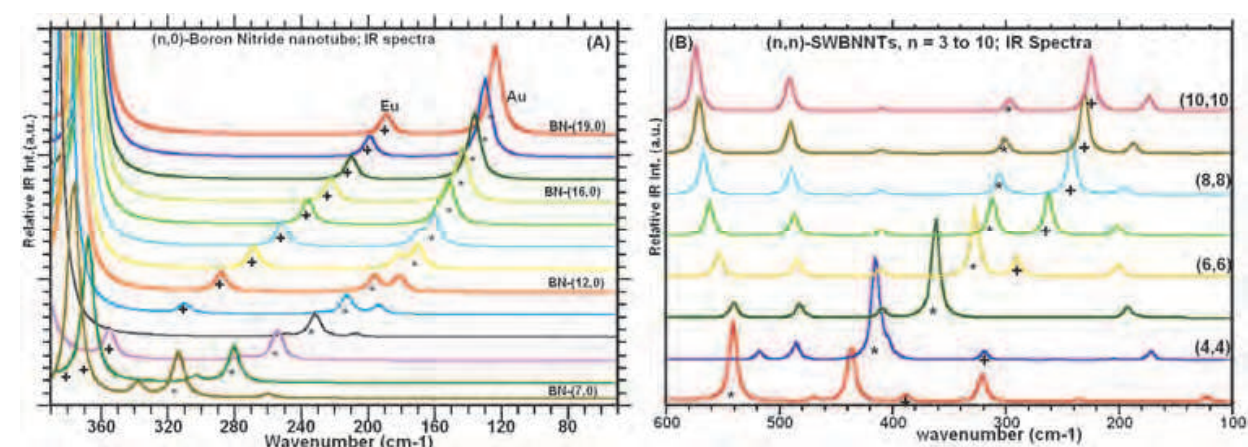 (n,0)-Boron Nitride nanotube; IR spectra
(A)
Relative IR Int.(a.u.)
Eu
Au
BN-(19,0)
BN-(16,0)
BN-(12,0)
BN-(7,0)
360 320 280 240 200 160 120 80
Wavenumber (cm-1)
(B)
(n,n)-SWBNNTs, n = 3 to 10; IR Spectra
Relative IR Int.(a.u.)
(10,10)
(8,8)
(6,6)
(4,4)
600 500 400 300 200 100
wavenumber (cm-1)